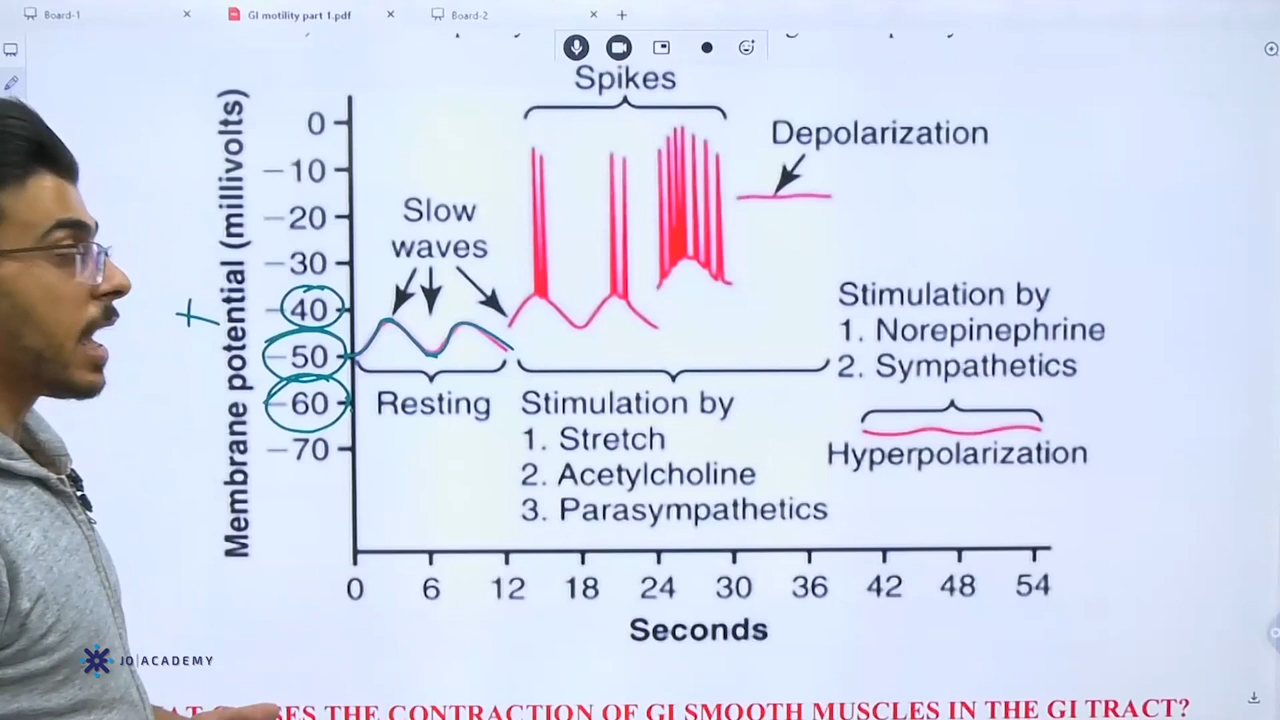 Board-1
GI motility part 1.pdf
Board-2
Spikes
Depolarization
Slow
waves
Membrane potential (millivolts)
0
−10
−20
−30
−40
−50
−60
−70
+
Resting
Stimulation by
1. Stretch
2. Acetylcholine
3. Parasympathetics
Stimulation by
1. Norepinephrine
2. Sympathetics
Hyperpolarization
0 6 12 18 24 30 36 42 48 54
Seconds
JO ACADEMY
THE CONTRACTION OF GI SMOOTH MUSCLES IN THE GI TRACT?